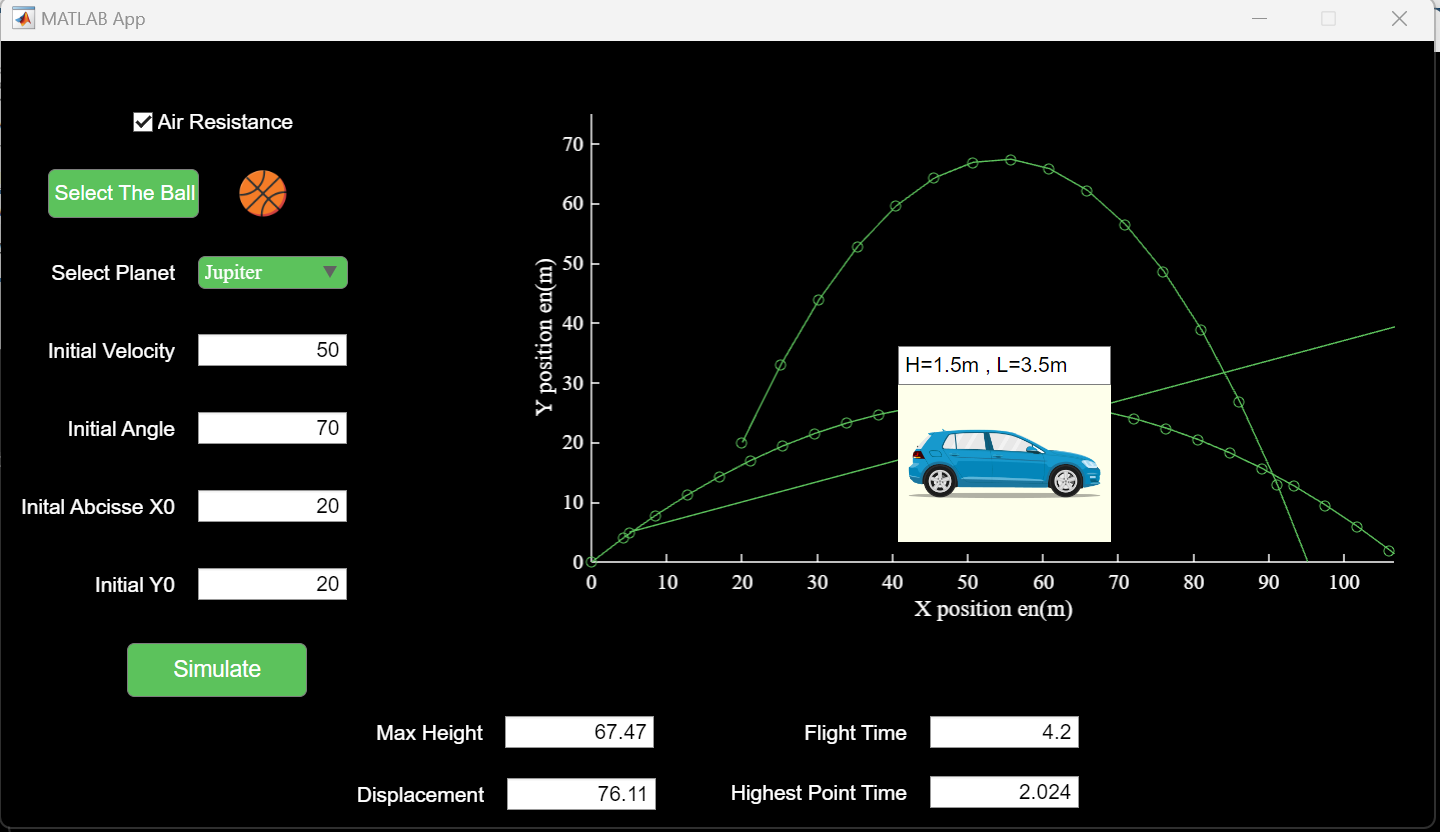 MATLAB App
Air Resistance
Select The Ball
Select Planet Jupiter
Initial Velocity 50
Initial Angle 70
Inital Abcisse X0 20
Initial Y0 20
Simulate
Y position en(m)
70
60
50
40
30
20
10
0
H=1.5m , L=3.5m
0 10 20 30 40 50 60 70 80 90 100
X position en(m)
Max Height 67.47
Flight Time 4.2
Displacement 76.11
Highest Point Time 2.024